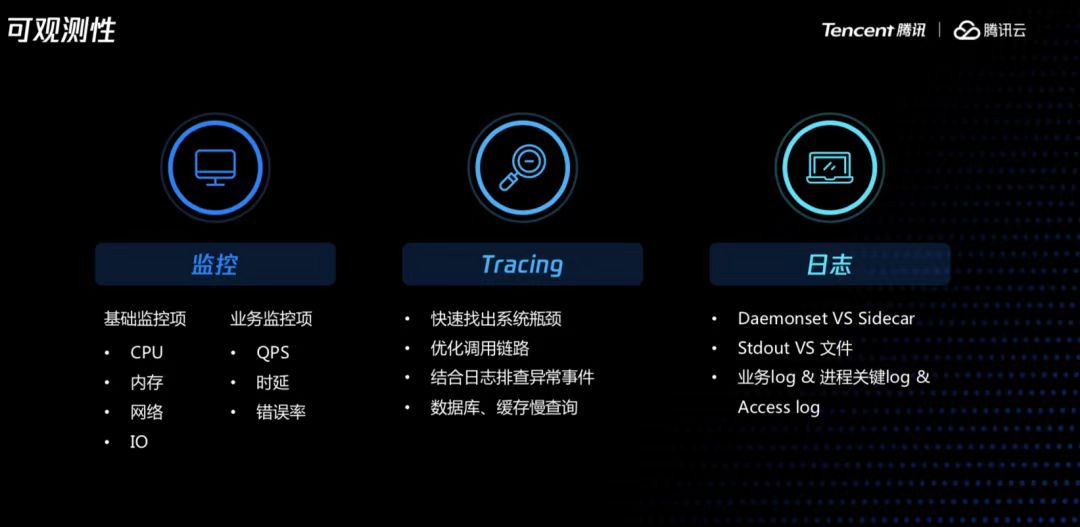 可观测性
Tencent 腾讯 | 腾讯云
监控
基础监控项
• CPU
• 内存
• 网络
• IO
业务监控项
• QPS
• 时延
• 错误率
Tracing
• 快速找出系统瓶颈
• 优化调用链路
• 结合日志排查异常事件
• 数据库、缓存慢查询
日志
• Daemonset VS Sidecar
• Stdout VS 文件
• 业务log & 进程关键log &
Access log